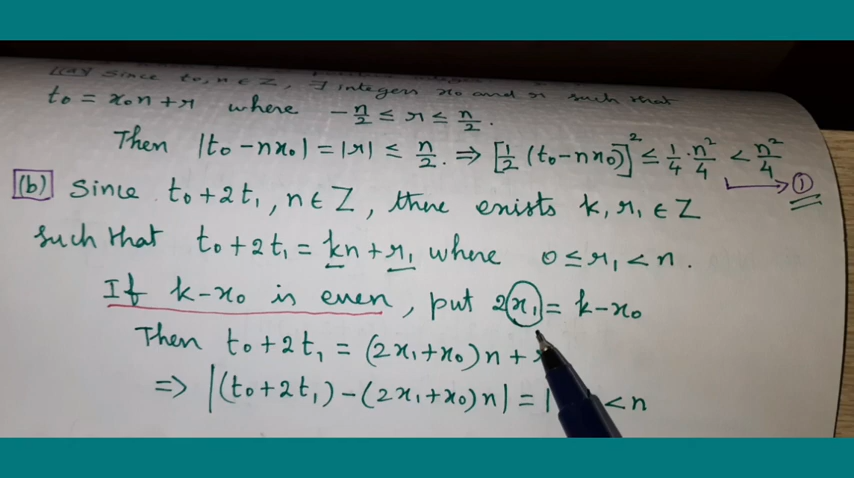 (a) Since t₀, n ∈ Z, ∃ integers x₀ and r such that
t₀ = x₀n + r where -n/2 ≤ r ≤ n/2.
Then |t₀ - nx₀| = |r| ≤ n/2. ⇒ [1/2 (t₀ - nx₀)]² ≤ 1/4 · n²/4 < n²/4
→ ①
(b) Since t₀ + 2t₁, n ∈ Z, there exists k, r₁ ∈ Z
such that t₀ + 2t₁ = kn + r₁ where 0 ≤ r₁ < n.
If k - x₀ is even, put 2x₁ = k - x₀
Then t₀ + 2t₁ = (2x₁ + x₀)n +
⇒ |(t₀ + 2t₁) - (2x₁ + x₀)n| = | < n